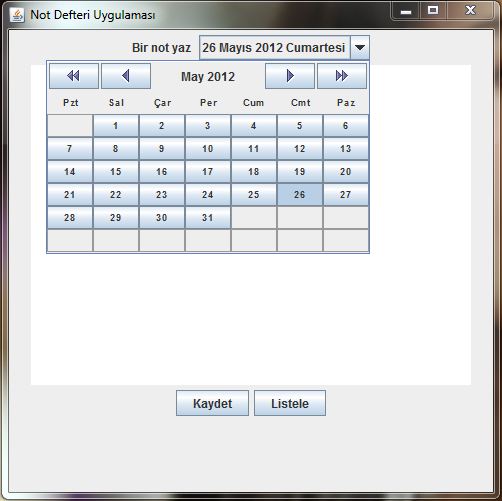 Not Defteri Uygulaması
Bir not yaz 26 Mayıs 2012 Cumartesi
May 2012
Pzt Sal Çar Per Cum Cmt Paz
1 2 3 4 5 6
7 8 9 10 11 12 13
14 15 16 17 18 19 20
21 22 23 24 25 26 27
28 29 30 31
Kaydet Listele